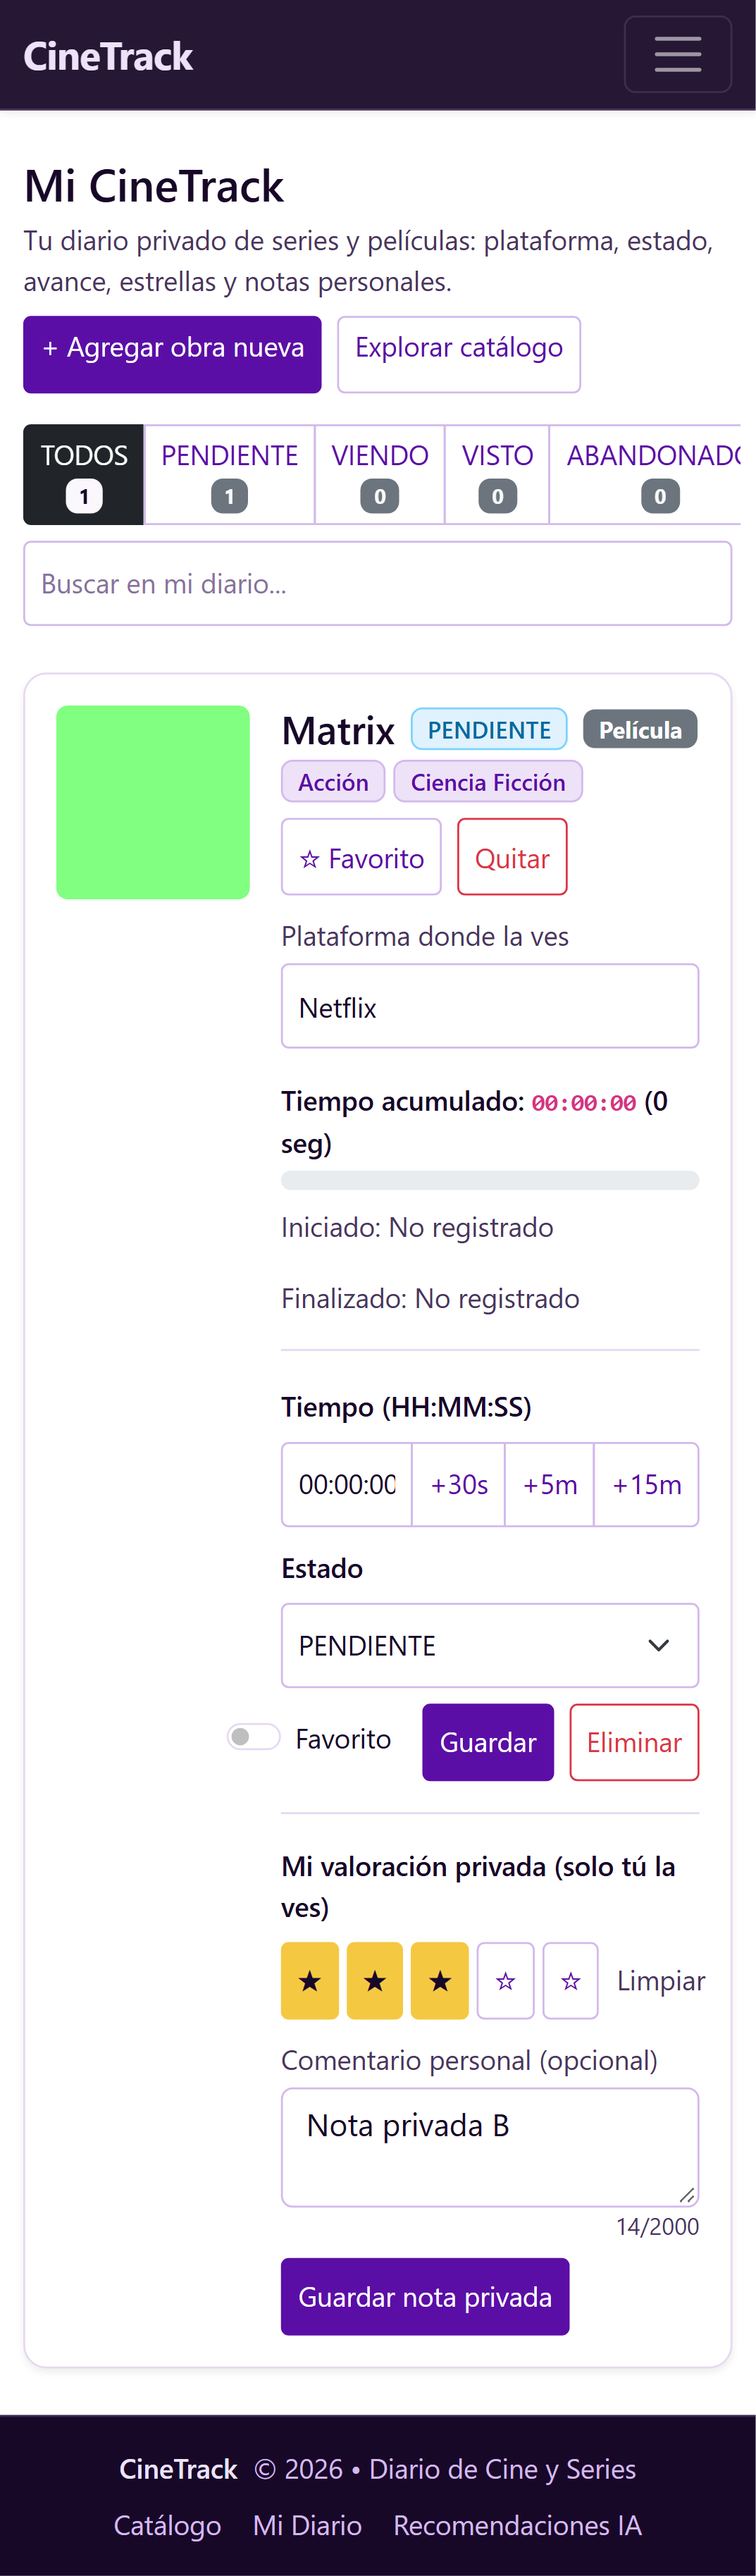 CineTrack
Mi CineTrack
Tu diario privado de series y películas: plataforma, estado,
avance, estrellas y notas personales.
+ Agregar obra nueva Explorar catálogo
TODOS PENDIENTE VIENDO VISTO ABANDONADO
1 1 0 0 0
Buscar en mi diario...
Matrix PENDIENTE Película
Acción Ciencia Ficción
☆ Favorito Quitar
Plataforma donde la ves
Netflix
Tiempo acumulado: 00:00:00 (0
seg)
Iniciado: No registrado
Finalizado: No registrado
Tiempo (HH:MM:SS)
00:00:00 +30s +5m +15m
Estado
PENDIENTE
Favorito Guardar Eliminar
Mi valoración privada (solo tú la
ves)
★ ★ ★ ☆ ☆ Limpiar
Comentario personal (opcional)
Nota privada B
14/2000
Guardar nota privada
CineTrack © 2026 • Diario de Cine y Series
Catálogo Mi Diario Recomendaciones IA